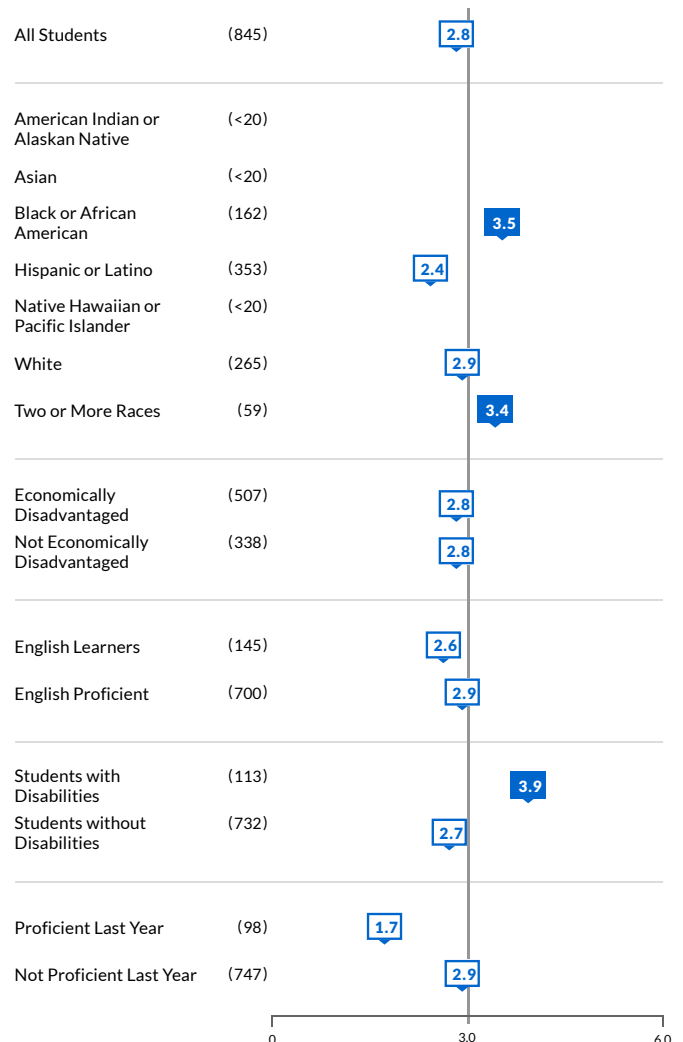 All Students (845) 2.8
American Indian or (<20)
Alaskan Native
Asian (<20)
Black or African (162) 3.5
American
Hispanic or Latino (353) 2.4
Native Hawaiian or (<20)
Pacific Islander
White (265) 2.9
Two or More Races (59) 3.4
Economically (507) 2.8
Disadvantaged
Not Economically (338) 2.8
Disadvantaged
English Learners (145) 2.6
English Proficient (700) 2.9
Students with (113) 3.9
Disabilities
Students without (732) 2.7
Disabilities
Proficient Last Year (98) 1.7
Not Proficient Last Year (747) 2.9
0 3.0 6.0